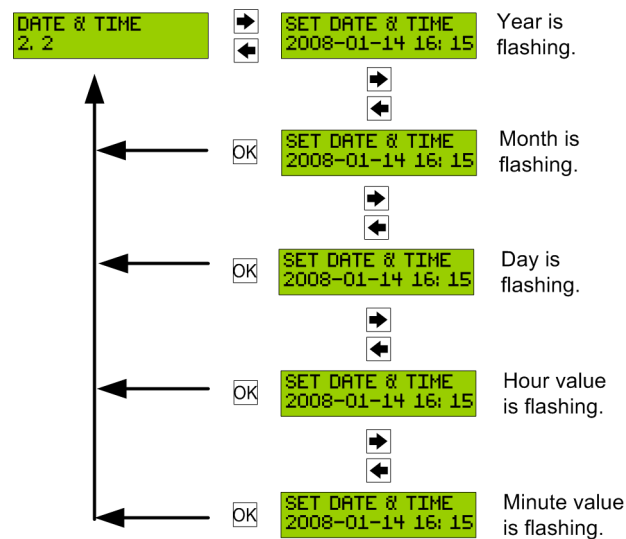 DATE & TIME
2. 2
SET DATE & TIME
2008-01-14 16: 15
Year is
flashing.
OK
SET DATE & TIME
2008-01-14 16: 15
Month is
flashing.
OK
SET DATE & TIME
2008-01-14 16: 15
Day is
flashing.
OK
SET DATE & TIME
2008-01-14 16: 15
Hour value
is flashing.
OK
SET DATE & TIME
2008-01-14 16: 15
Minute value
is flashing.